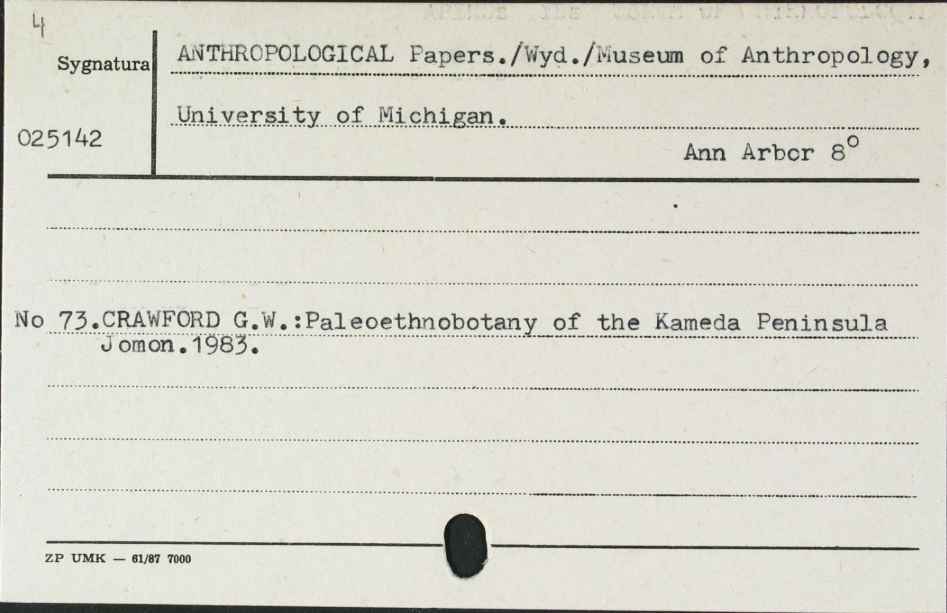 4
Sygnatura
ANTHROPOLOGICAL Papers./Wyd./Museum of Anthropology,
University of Michigan.
025142
Ann Arbor 8°
No 73.CRAWFORD G.W.:Paleoethnobotany of the Kameda Peninsula
Jomon.1983.
ZP UMK — 61/87 7000